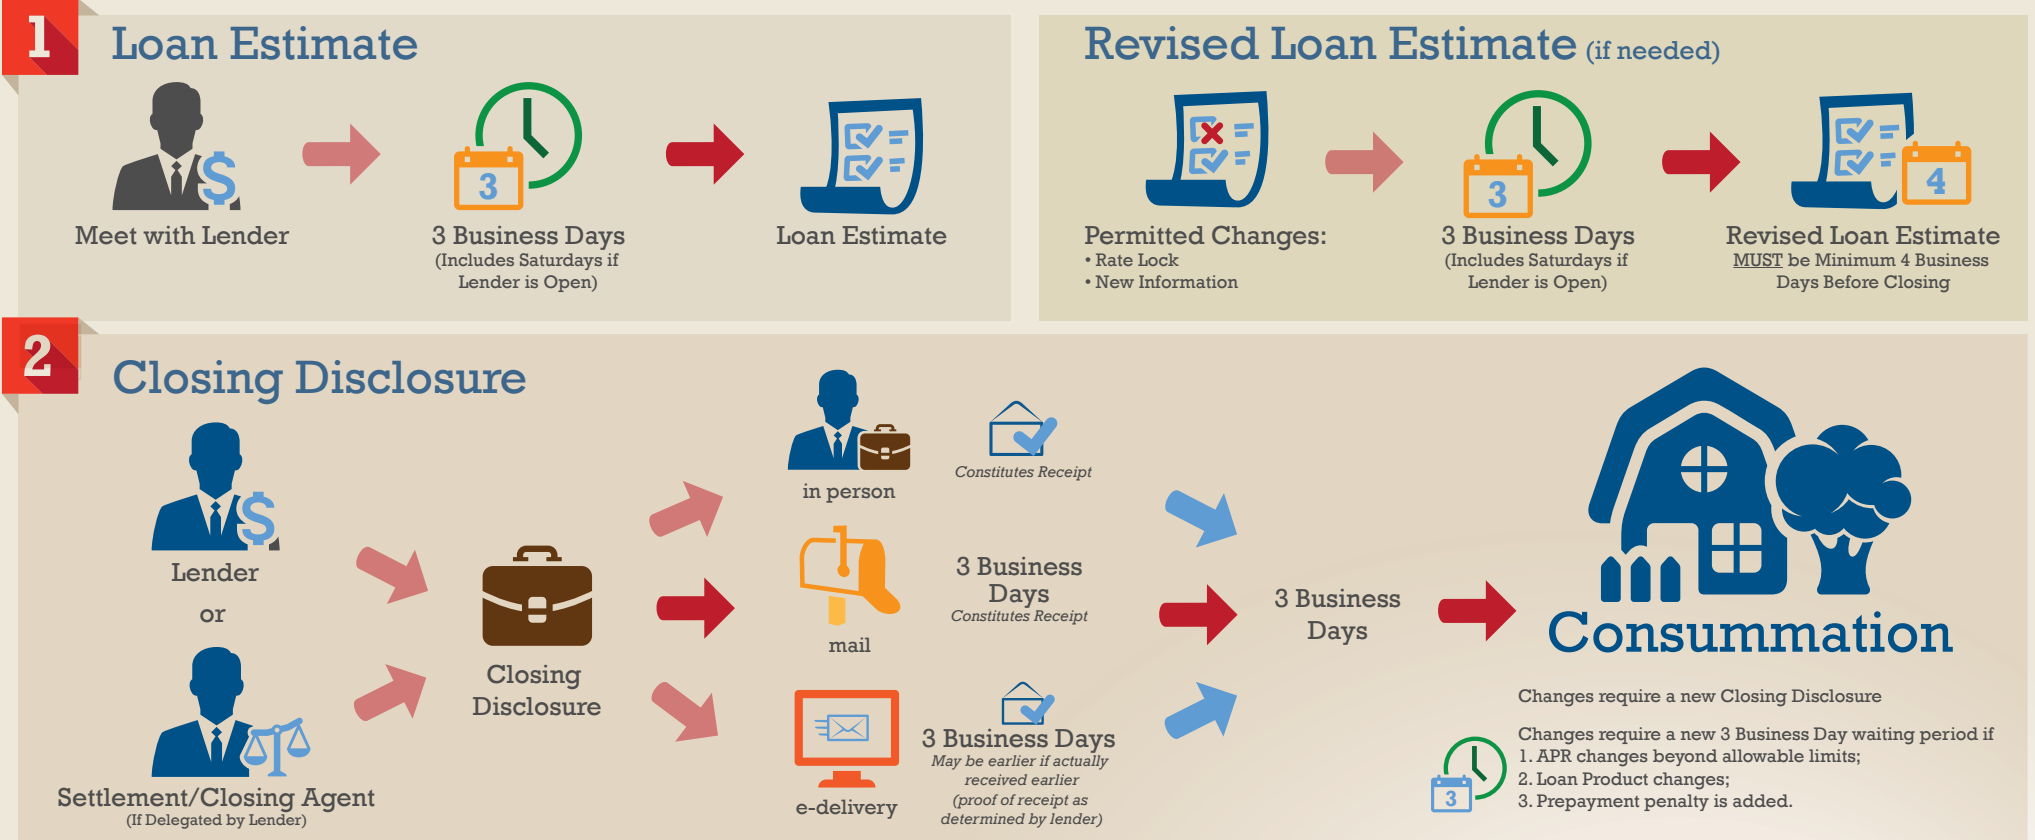 1
Loan Estimate
$
Meet with Lender
3
3 Business Days
(Includes Saturdays if
Lender is Open)
Loan Estimate
Revised Loan Estimate (if needed)
Permitted Changes:
• Rate Lock
• New Information
3
3 Business Days
(Includes Saturdays if
Lender is Open)
4
Revised Loan Estimate
MUST be Minimum 4 Business
Days Before Closing
2
Closing Disclosure
$
Lender
or
Settlement/Closing Agent
(If Delegated by Lender)
Closing
Disclosure
in person
Constitutes Receipt
mail
3 Business
Days
Constitutes Receipt
e-delivery
3 Business Days
May be earlier if actually
received earlier
(proof of receipt as
determined by lender)
3 Business
Days
Consummation
Changes require a new Closing Disclosure
3
Changes require a new 3 Business Day waiting period if
1. APR changes beyond allowable limits;
2. Loan Product changes;
3. Prepayment penalty is added.